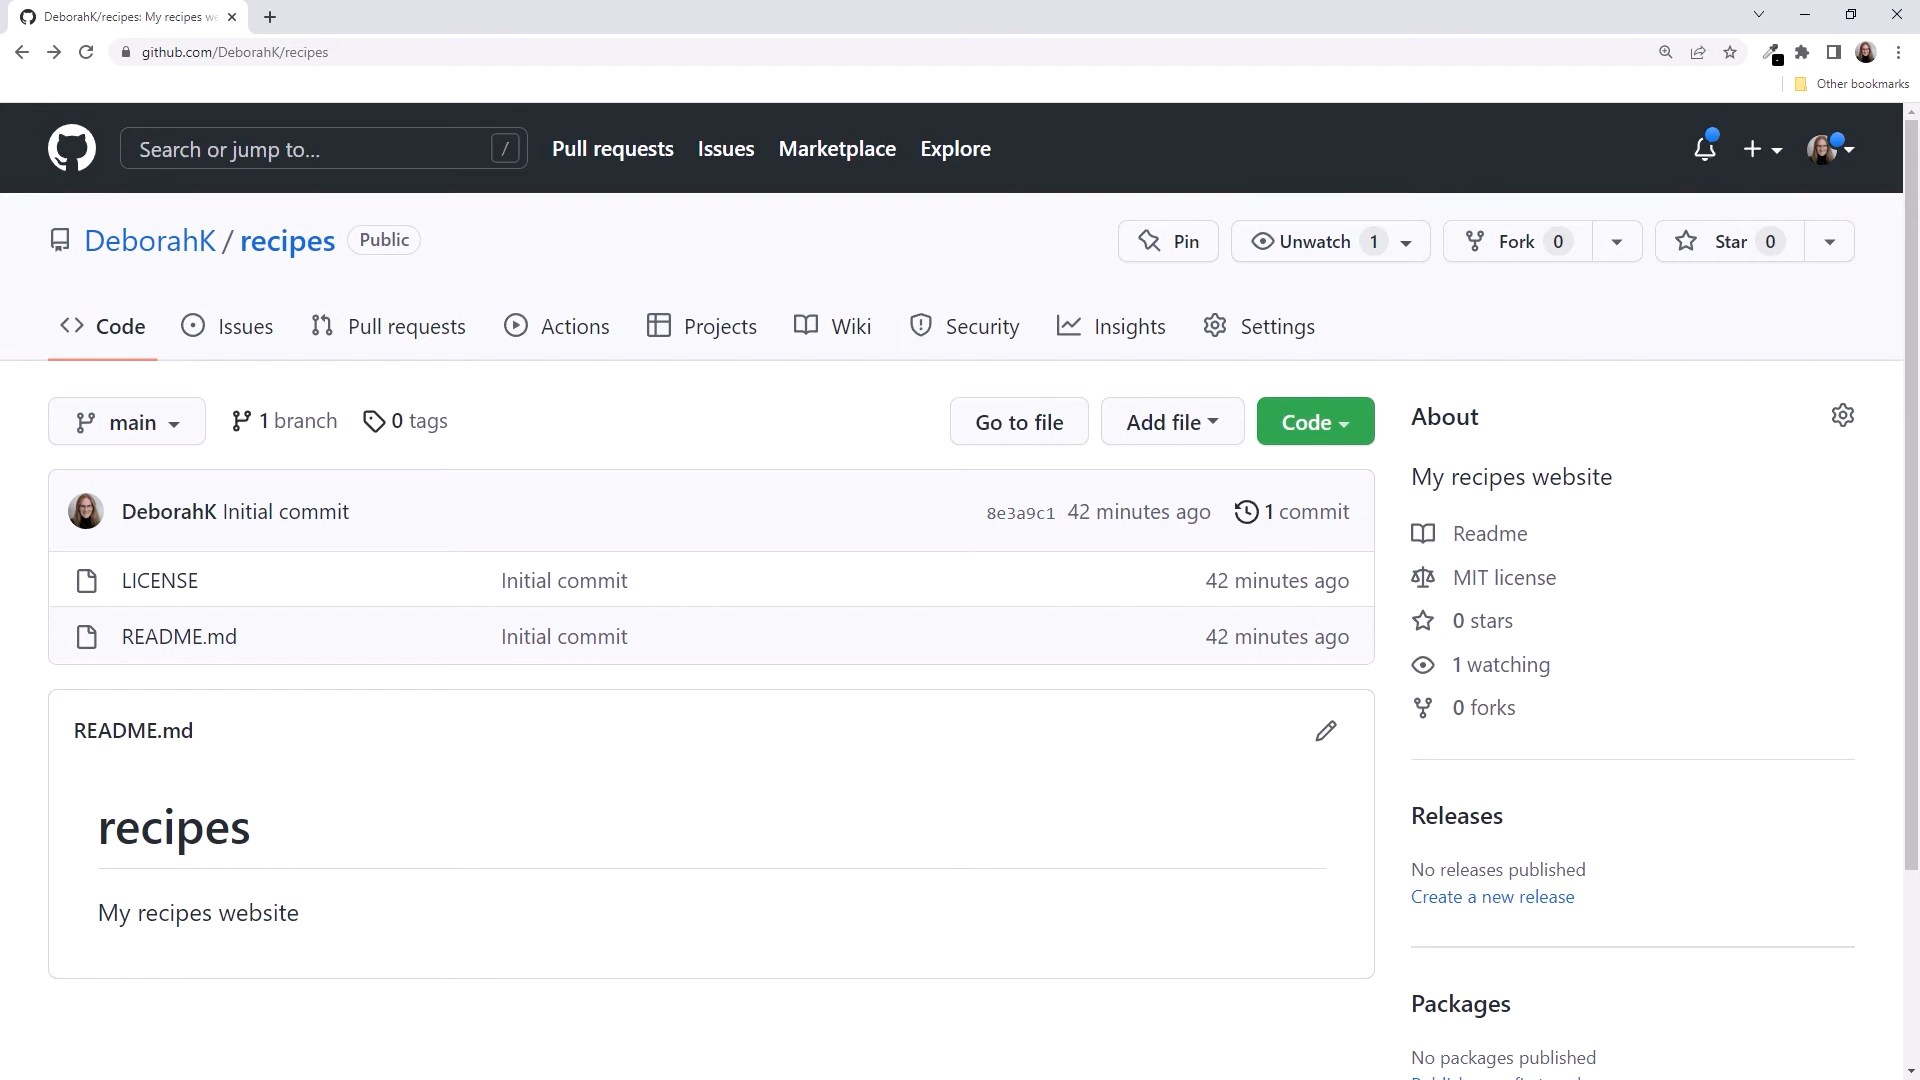 DeborahK/recipes: My recipes we
github.com/DeborahK/recipes
Other bookmarks
Search or jump to... /
Pull requests Issues Marketplace Explore
DeborahK / recipes Public
Pin Unwatch 1 Fork 0 Star 0
Code Issues Pull requests Actions Projects Wiki Security Insights Settings
main 1 branch 0 tags Go to file Add file Code
DeborahK Initial commit 8e3a9c1 42 minutes ago 1 commit
LICENSE Initial commit 42 minutes ago
README.md Initial commit 42 minutes ago
README.md
recipes
My recipes website
About
My recipes website
Readme
MIT license
0 stars
1 watching
0 forks
Releases
No releases published
Create a new release
Packages
No packages published